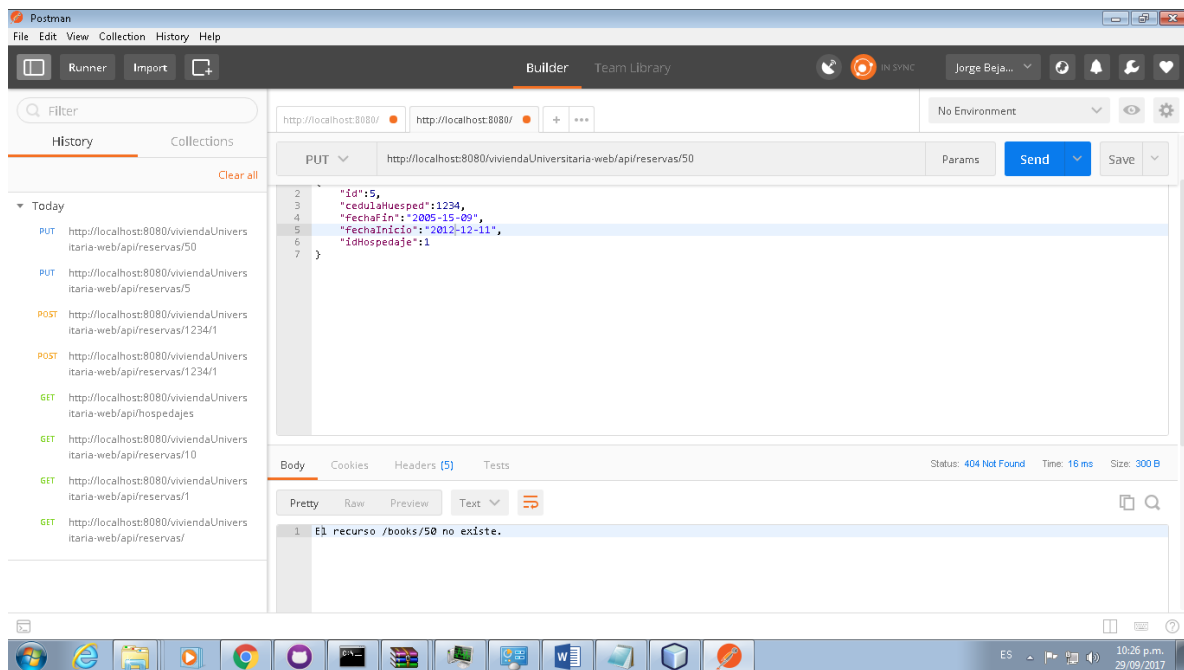 Postman
File Edit View Collection History Help
Runner Import Builder Team Library IN SYNC Jorge Beja...
Filter
History Collections
Clear all
Today
PUT http://localhost:8080/viviendaUnivers
itaria-web/api/reservas/50
PUT http://localhost:8080/viviendaUnivers
itaria-web/api/reservas/5
POST http://localhost:8080/viviendaUnivers
itaria-web/api/reservas/1234/1
POST http://localhost:8080/viviendaUnivers
itaria-web/api/reservas/1234/1
GET http://localhost:8080/viviendaUnivers
itaria-web/api/hospedajes
GET http://localhost:8080/viviendaUnivers
itaria-web/api/reservas/10
GET http://localhost:8080/viviendaUnivers
itaria-web/api/reservas/1
GET http://localhost:8080/viviendaUnivers
itaria-web/api/reservas/
http://localhost:8080/ http://localhost:8080/ + •••
No Environment
PUT http://localhost:8080/viviendaUniversitaria-web/api/reservas/50 Params Send Save
2 "id":5,
3 "cedulaHuesped":1234,
4 "fechaFin":"2005-15-09",
5 "fechaInicio":"2012-12-11",
6 "idHospedaje":1
7 }
Body Cookies Headers (5) Tests Status: 404 Not Found Time: 16 ms Size: 300 B
Pretty Raw Preview Text
1 El recurso /books/50 no existe.
ES 10:26 p.m.
29/09/2017